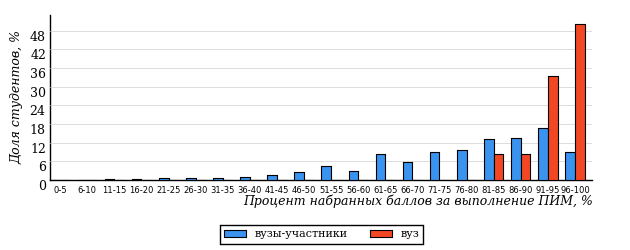 Доля студентов, %
48
42
36
30
24
18
12
6
0
0-5 6-10 11-15 16-20 21-25 26-30 31-35 36-40 41-45 46-50 51-55 56-60 61-65 66-70 71-75 76-80 81-85 86-90 91-95 96-100
Процент набранных баллов за выполнение ПИМ, %
вузы-участники вуз